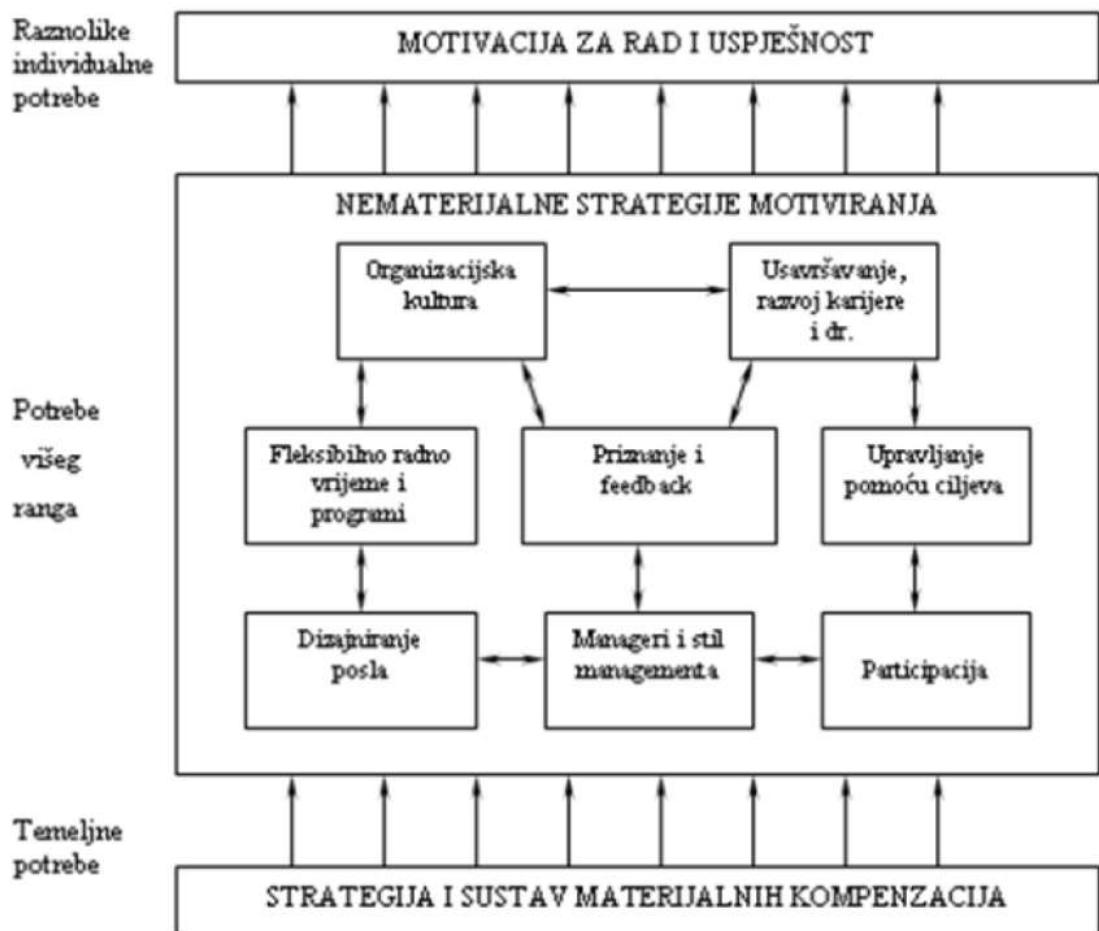 Raznolike
individualne
potrebe
MOTIVACIJA ZA RAD I USPJEŠNOST
NEMATERIJALNE STRATEGIJE MOTIVIRANJA
Organizacijska
kultura
Usavršavanje,
razvoj karijere
i dr.
Potrebe
višeg
ranga
Fleksibilno radno
vrijeme i
programi
Priznanje i
feedback
Upravljanje
pomoću ciljeva
Dizajniranje
posla
Manageri i stil
managementa
Participacija
Temeljne
potrebe
STRATEGIJA I SUSTAV MATERIJALNIH KOMPENZACIJA